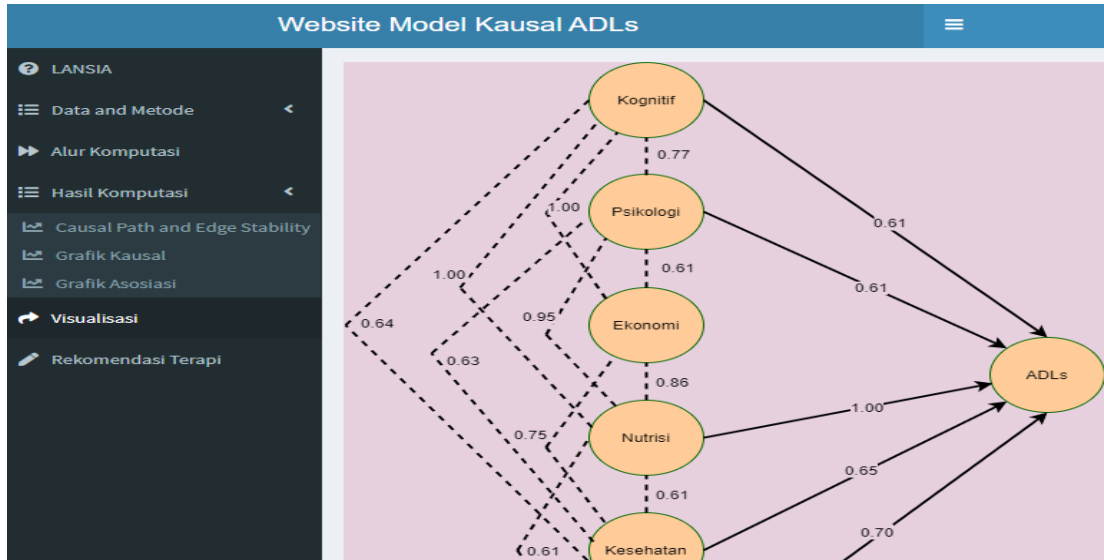 Website Model Kausal ADLs
LANSIA
Data and Metode
Alur Komputasi
Hasil Komputasi
Causal Path and Edge Stability
Grafik Kausal
Grafik Asosiasi
Visualisasi
Rekomendasi Terapi
Kognitif
0.77
1.00
Psikologi
0.61
0.61
1.00
0.61
0.95
Ekonomi
0.64
0.63
0.86
ADLs
0.75
Nutrisi
1.00
0.61
0.65
0.61
Kesehatan
0.70